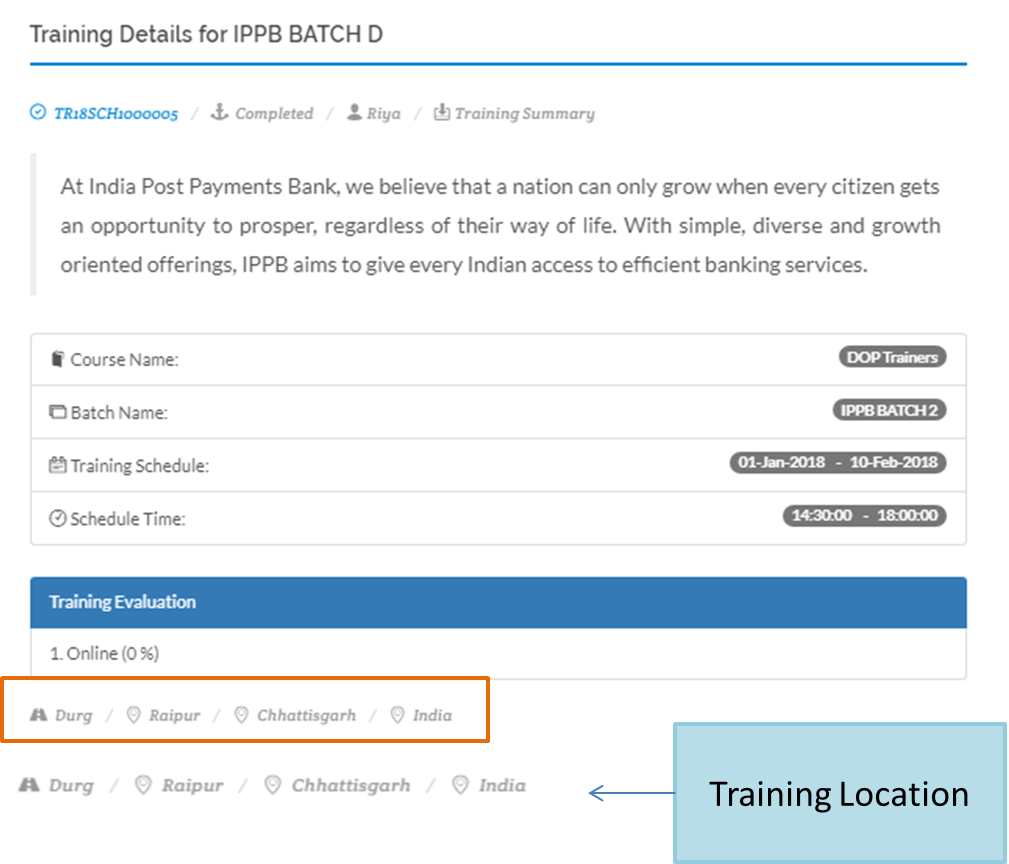 Training Details for IPPB BATCH D
TR18SCH1000005 / Completed / Riya / Training Summary
At India Post Payments Bank, we believe that a nation can only grow when every citizen gets
an opportunity to prosper, regardless of their way of life. With simple, diverse and growth
oriented offerings, IPPB aims to give every Indian access to efficient banking services.
Course Name: DOP Trainers
Batch Name: IPPB BATCH 2
Training Schedule: 01-Jan-2018 - 10-Feb-2018
Schedule Time: 14:30:00 - 18:00:00
Training Evaluation
1. Online (0 %)
Durg / Raipur / Chhattisgarh / India
Durg / Raipur / Chhattisgarh / India
Training Location